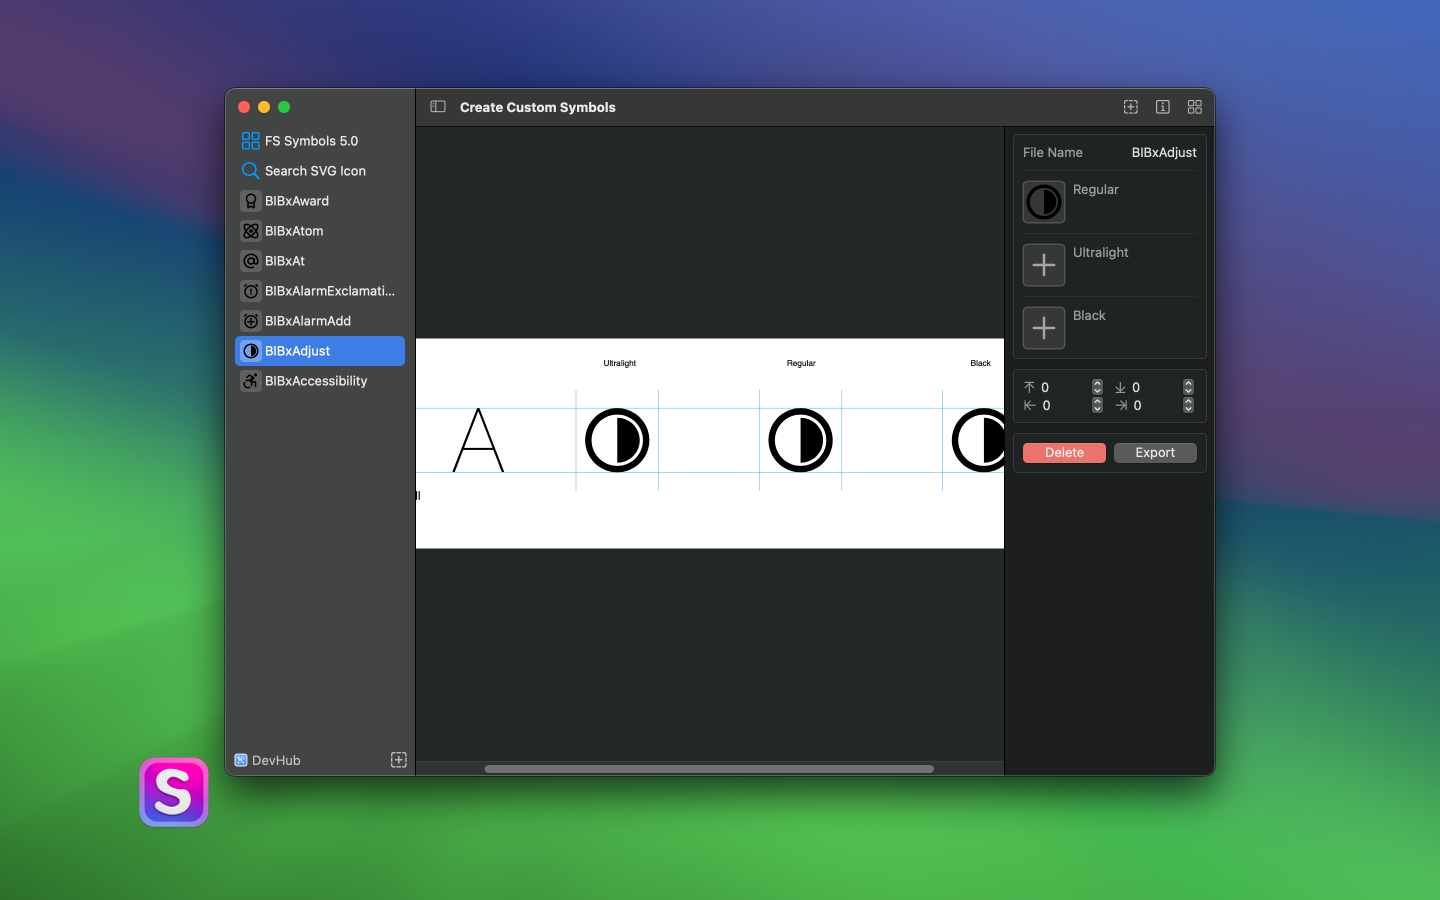 Create Custom Symbols
FS Symbols 5.0
Search SVG Icon
BIBxAward
BIBxAtom
BIBxAt
BIBxAlarmExclamati...
BIBxAlarmAdd
BIBxAdjust
BIBxAccessibility
DevHub
Ultralight
Regular
Black
A
ll
File Name
BIBxAdjust
Regular
Ultralight
Black
0
0
0
0
Delete
Export
S